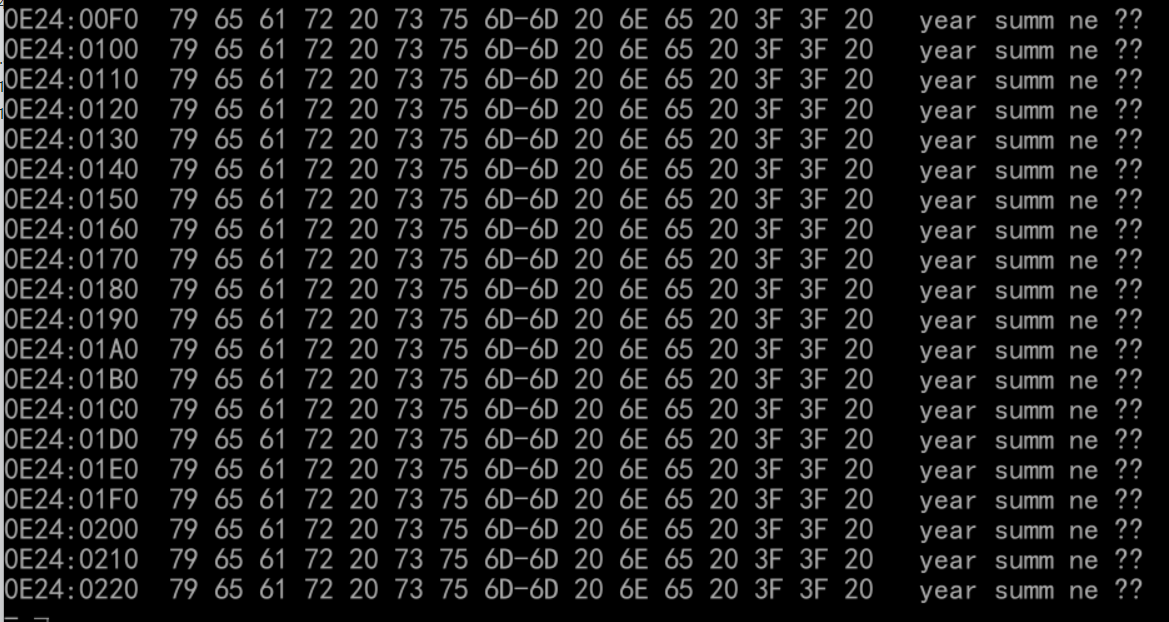 0E24:00F0  79 65 61 72 20 73 75 6D-6D 20 6E 65 20 3F 3F 20   year summ ne ??
0E24:0100  79 65 61 72 20 73 75 6D-6D 20 6E 65 20 3F 3F 20   year summ ne ??
0E24:0110  79 65 61 72 20 73 75 6D-6D 20 6E 65 20 3F 3F 20   year summ ne ??
0E24:0120  79 65 61 72 20 73 75 6D-6D 20 6E 65 20 3F 3F 20   year summ ne ??
0E24:0130  79 65 61 72 20 73 75 6D-6D 20 6E 65 20 3F 3F 20   year summ ne ??
0E24:0140  79 65 61 72 20 73 75 6D-6D 20 6E 65 20 3F 3F 20   year summ ne ??
0E24:0150  79 65 61 72 20 73 75 6D-6D 20 6E 65 20 3F 3F 20   year summ ne ??
0E24:0160  79 65 61 72 20 73 75 6D-6D 20 6E 65 20 3F 3F 20   year summ ne ??
0E24:0170  79 65 61 72 20 73 75 6D-6D 20 6E 65 20 3F 3F 20   year summ ne ??
0E24:0180  79 65 61 72 20 73 75 6D-6D 20 6E 65 20 3F 3F 20   year summ ne ??
0E24:0190  79 65 61 72 20 73 75 6D-6D 20 6E 65 20 3F 3F 20   year summ ne ??
0E24:01A0  79 65 61 72 20 73 75 6D-6D 20 6E 65 20 3F 3F 20   year summ ne ??
0E24:01B0  79 65 61 72 20 73 75 6D-6D 20 6E 65 20 3F 3F 20   year summ ne ??
0E24:01C0  79 65 61 72 20 73 75 6D-6D 20 6E 65 20 3F 3F 20   year summ ne ??
0E24:01D0  79 65 61 72 20 73 75 6D-6D 20 6E 65 20 3F 3F 20   year summ ne ??
0E24:01E0  79 65 61 72 20 73 75 6D-6D 20 6E 65 20 3F 3F 20   year summ ne ??
0E24:01F0  79 65 61 72 20 73 75 6D-6D 20 6E 65 20 3F 3F 20   year summ ne ??
0E24:0200  79 65 61 72 20 73 75 6D-6D 20 6E 65 20 3F 3F 20   year summ ne ??
0E24:0210  79 65 61 72 20 73 75 6D-6D 20 6E 65 20 3F 3F 20   year summ ne ??
0E24:0220  79 65 61 72 20 73 75 6D-6D 20 6E 65 20 3F 3F 20   year summ ne ??